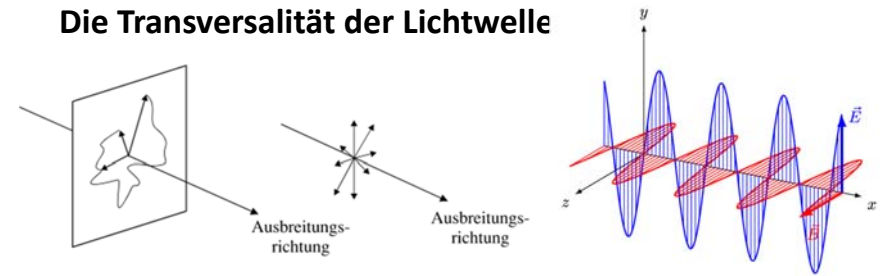 Die Transversalität der Lichtwelle
Ausbreitungs-
richtung
Ausbreitungs-
richtung
y
E
z
B
x